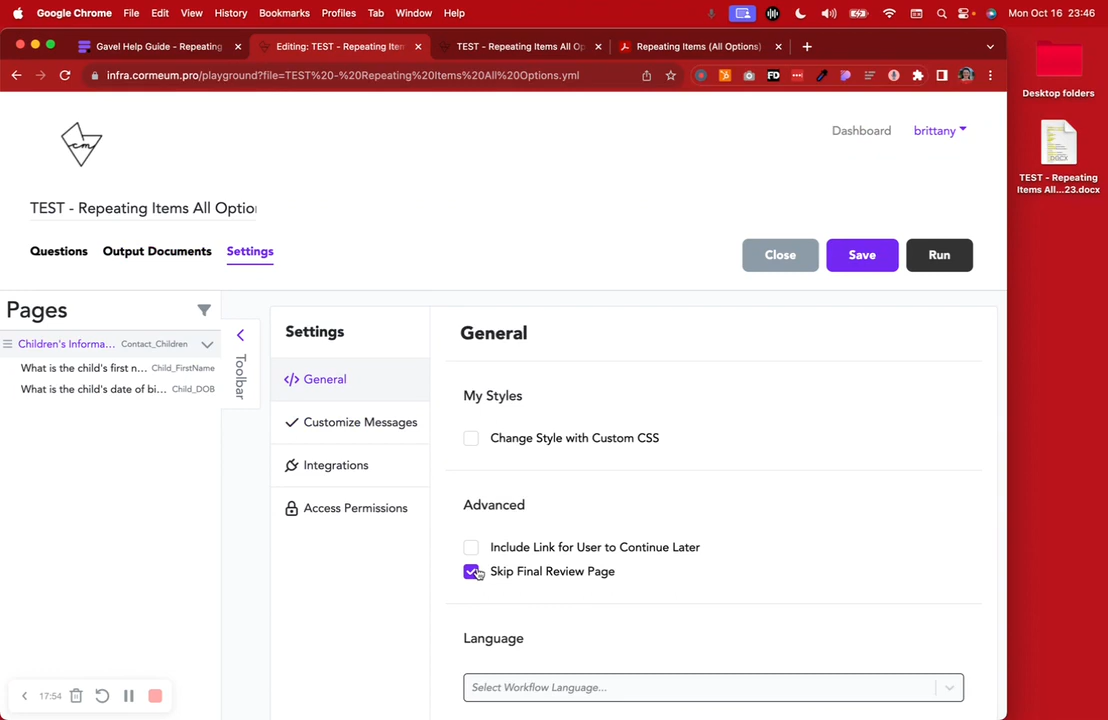 Google Chrome File Edit View History Bookmarks Profiles Tab Window Help Mon Oct 16 23:46
Gavel Help Guide - Repeating
Editing: TEST - Repeating Item
TEST - Repeating Items All Op
Repeating Items (All Options)
infra.cormeum.pro/playground?file=TEST%20-%20Repeating%20Items%20All%20Options.yml
FD
Desktop folders
DOCX
TEST - Repeating
Items All...23.docx
cm
Dashboard brittany
TEST - Repeating Items All Optio
Questions Output Documents Settings
Close Save Run
Pages
Children's Informa... Contact_Children
What is the child's first n... Child_FirstName
What is the child's date of bi... Child_DOB
Toolbar
Settings
General
Customize Messages
Integrations
Access Permissions
General
My Styles
Change Style with Custom CSS
Advanced
Include Link for User to Continue Later
Skip Final Review Page
Language
Select Workflow Language...
17:54